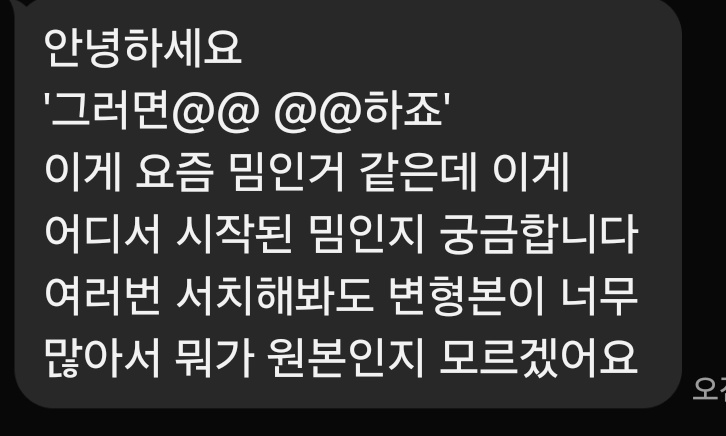 안녕하세요
'그러면@@ @@하죠'
이게 요즘 밈인거 같은데 이게
어디서 시작된 밈인지 궁금합니다
여러번 서치해봐도 변형본이 너무
많아서 뭐가 원본인지 모르겠어요